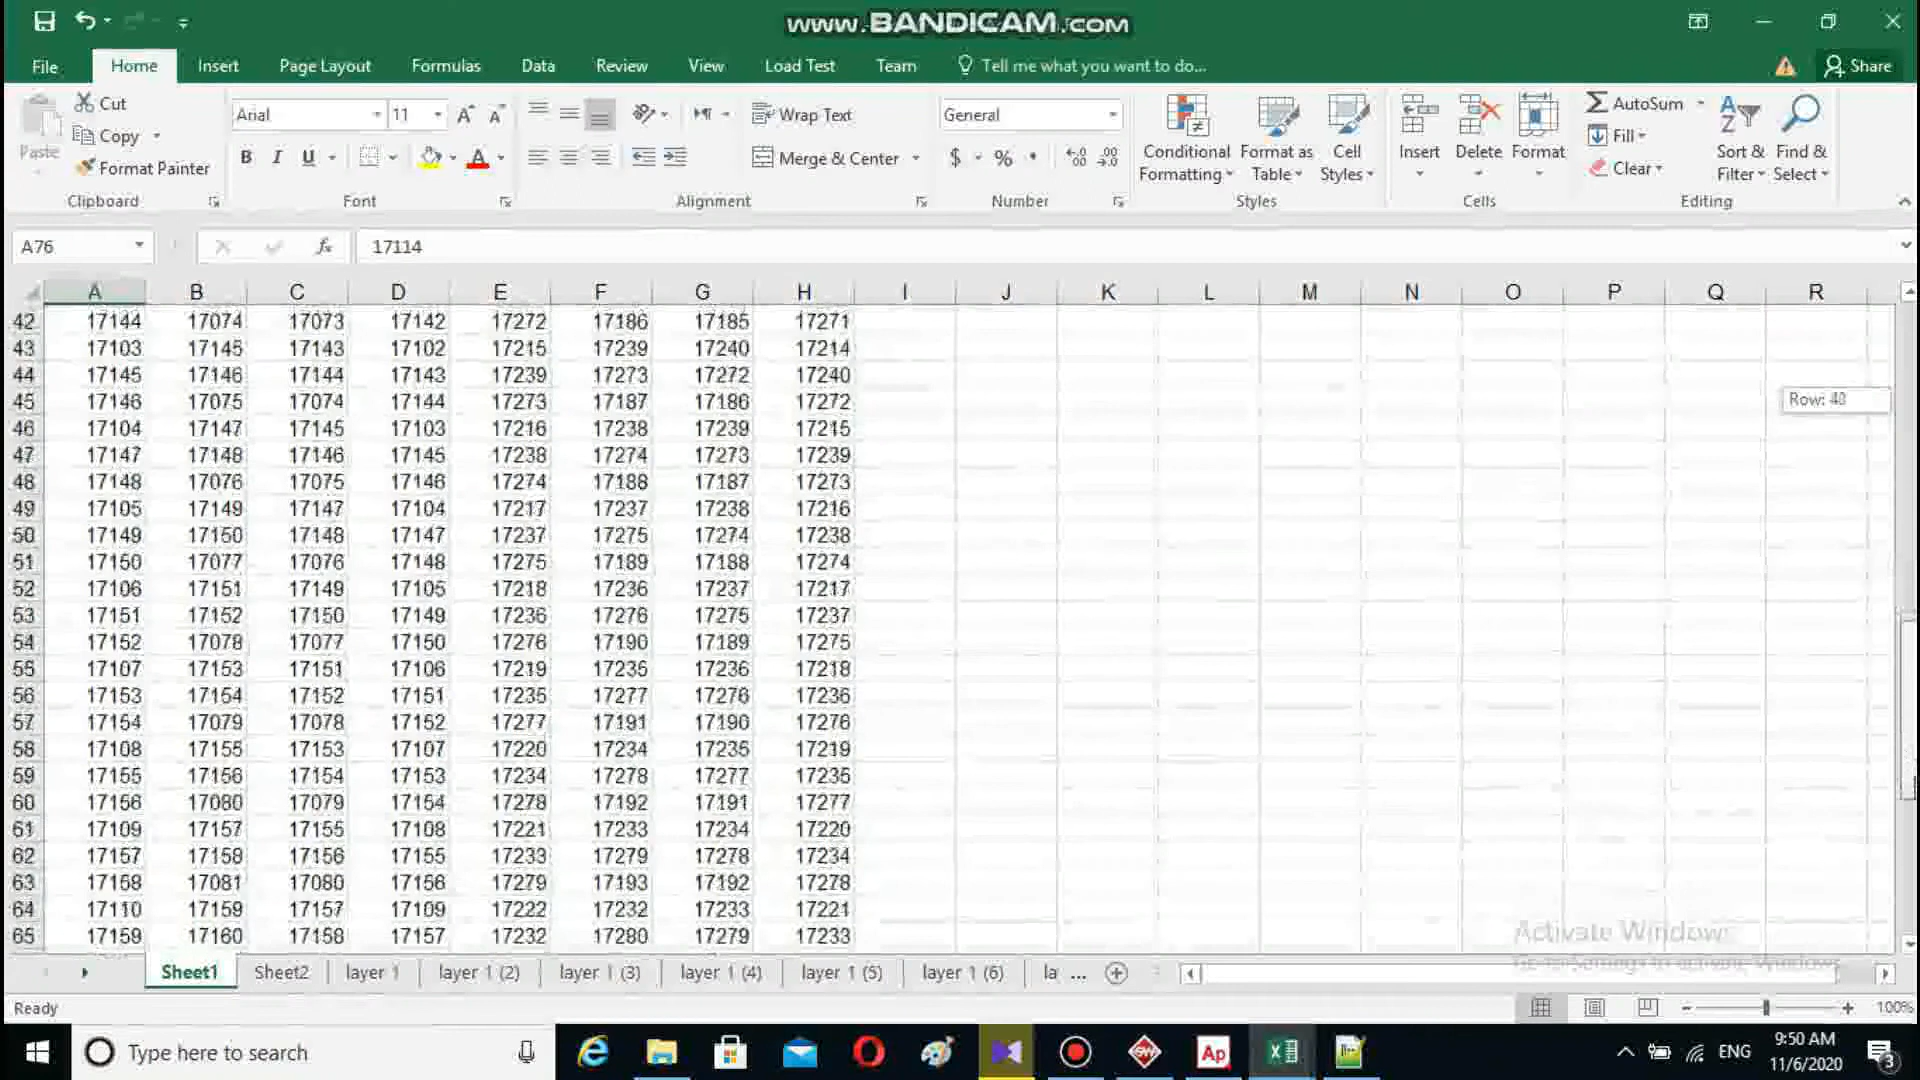 www.BANDICAM.com
File Home Insert Page Layout Formulas Data Review View Load Test Team Tell me what you want to do... Share
Cut
Copy
Paste
Format Painter
Clipboard
Arial 11
B I U
Font
Wrap Text
Merge & Center
Alignment
General
$ %
Number
Conditional Formatting
Format as Table
Cell Styles
Styles
Insert Delete Format
Cells
AutoSum
Fill
Clear
Sort & Filter
Find & Select
Editing
A76 fx 17114
A B C D E F G H I J K L M N O P Q R
42 17144 17074 17073 17142 17272 17186 17185 17271
43 17103 17145 17143 17102 17215 17239 17240 17214
44 17145 17146 17144 17143 17239 17273 17272 17240
45 17146 17075 17074 17144 17273 17187 17186 17272
46 17104 17147 17145 17103 17216 17238 17239 17215
47 17147 17148 17146 17145 17238 17274 17273 17239
48 17148 17076 17075 17146 17274 17188 17187 17273
49 17105 17149 17147 17104 17217 17237 17238 17216
50 17149 17150 17148 17147 17237 17275 17274 17238
51 17150 17077 17076 17148 17275 17189 17188 17274
52 17106 17151 17149 17105 17218 17236 17237 17217
53 17151 17152 17150 17149 17236 17276 17275 17237
54 17152 17078 17077 17150 17276 17190 17189 17275
55 17107 17153 17151 17106 17219 17235 17236 17218
56 17153 17154 17152 17151 17235 17277 17276 17236
57 17154 17079 17078 17152 17277 17191 17190 17276
58 17108 17155 17153 17107 17220 17234 17235 17219
59 17155 17156 17154 17153 17234 17278 17277 17235
60 17156 17080 17079 17154 17278 17192 17191 17277
61 17109 17157 17155 17108 17221 17233 17234 17220
62 17157 17158 17156 17155 17233 17279 17278 17234
63 17158 17081 17080 17156 17279 17193 17192 17278
64 17110 17159 17157 17109 17222 17232 17233 17221
65 17159 17160 17158 17157 17232 17280 17279 17233
Row: 48
Activate Windows
Go to Settings to activate Windows.
Sheet1 Sheet2 layer 1 layer 1 (2) layer 1 (3) layer 1 (4) layer 1 (5) layer 1 (6) la ...
Ready 100%
Type here to search
Ap
ENG
9:50 AM
11/6/2020
3